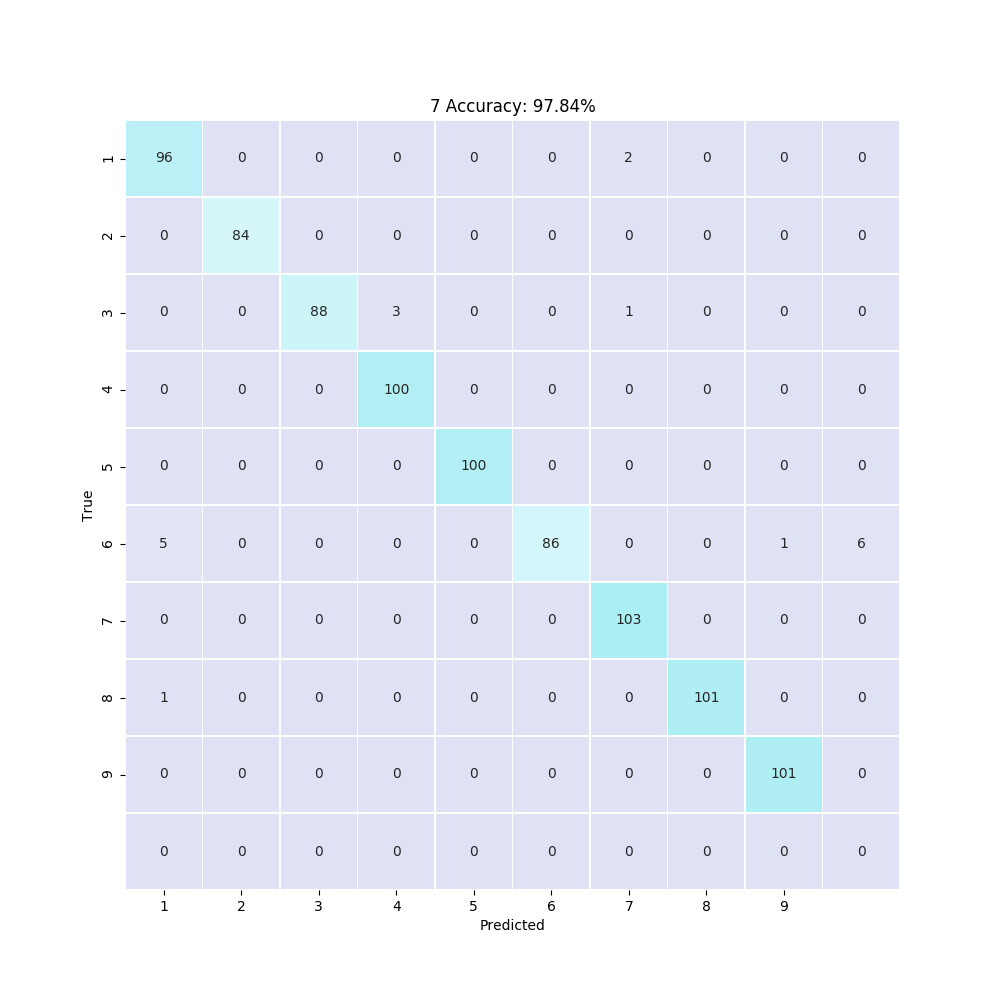 7 Accuracy: 97.84%
1 96 0 0 0 0 0 2 0 0 0
2 0 84 0 0 0 0 0 0 0 0
3 0 0 88 3 0 0 1 0 0 0
4 0 0 0 100 0 0 0 0 0 0
5 0 0 0 0 100 0 0 0 0 0
True
6 5 0 0 0 0 86 0 0 1 6
7 0 0 0 0 0 0 103 0 0 0
8 1 0 0 0 0 0 0 101 0 0
9 0 0 0 0 0 0 0 0 101 0
0 0 0 0 0 0 0 0 0 0
1 2 3 4 5 6 7 8 9
Predicted